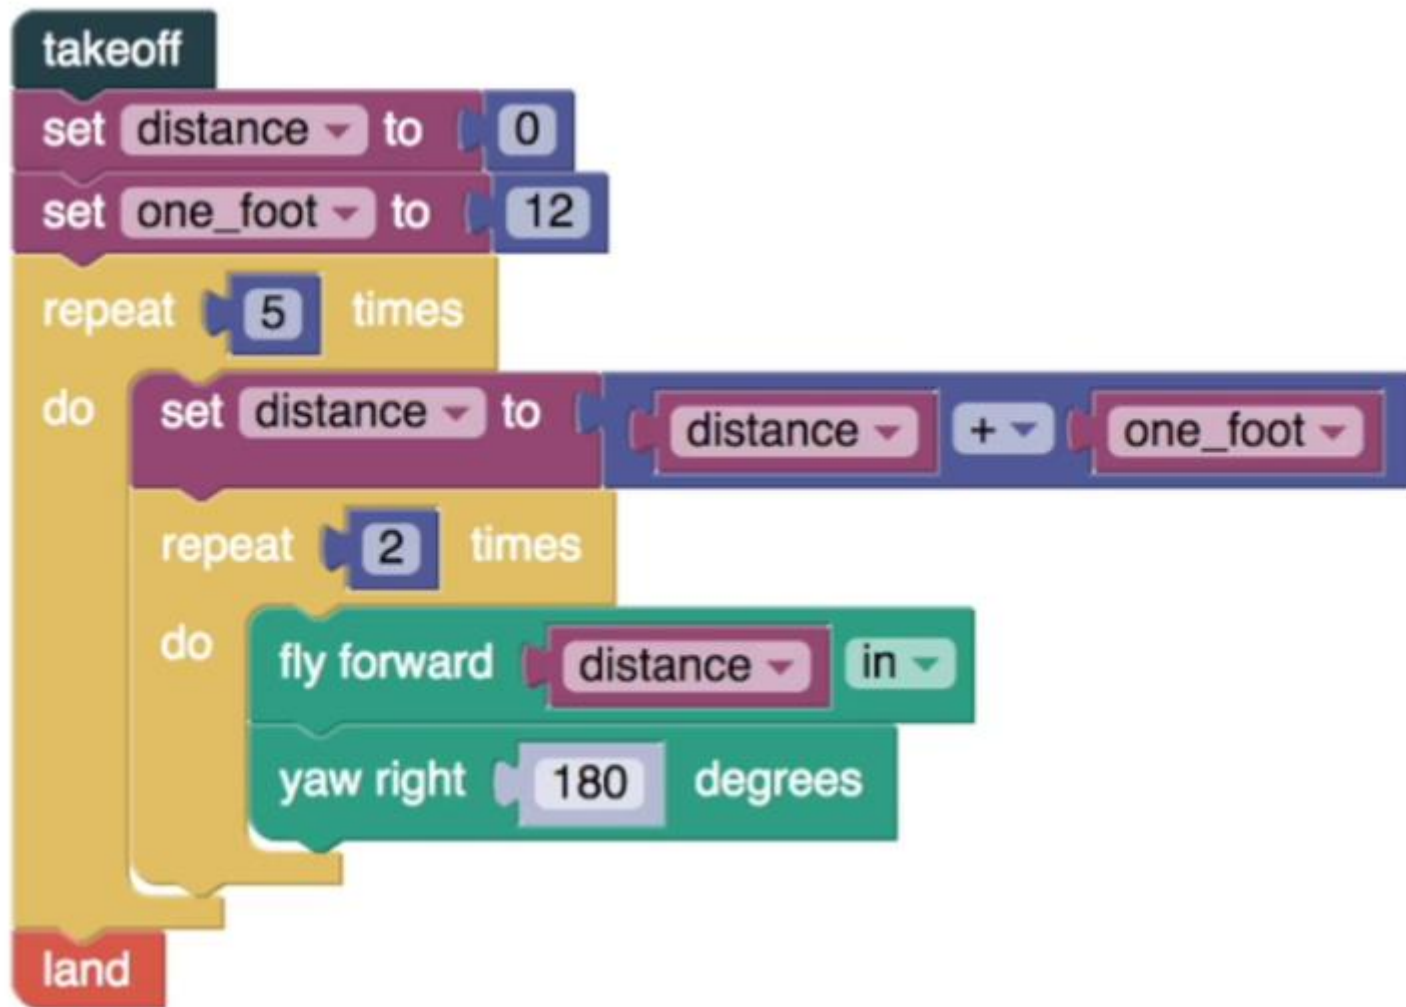 takeoff
set distance to 0
set one_foot to 12
repeat 5 times
do set distance to distance + one_foot
repeat 2 times
do fly forward distance in
yaw right 180 degrees
land